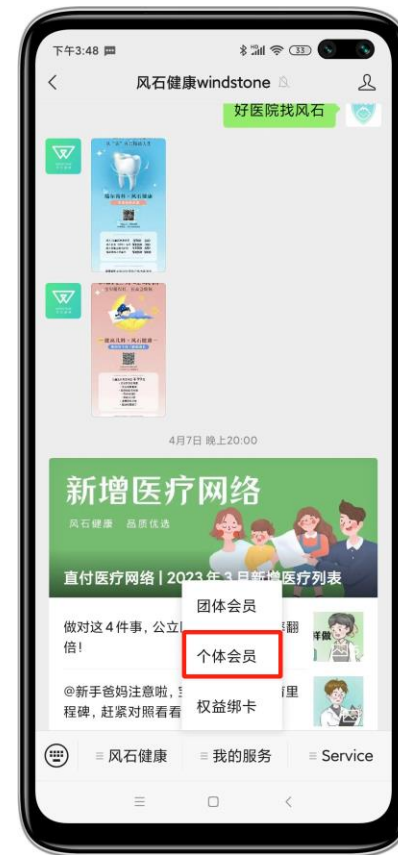 下午3:48
33
风石健康windstone
好医院找风石
4月7日 晚上20:00
新增医疗网络
风石健康 品质优选
直付医疗网络 | 2023年3月新增医疗列表
团体会员
做对这4件事, 公立
翻
倍!
个体会员
@新手爸妈注意啦,
里
程碑, 赶紧对照看看
权益绑卡
风石健康
我的服务
Service